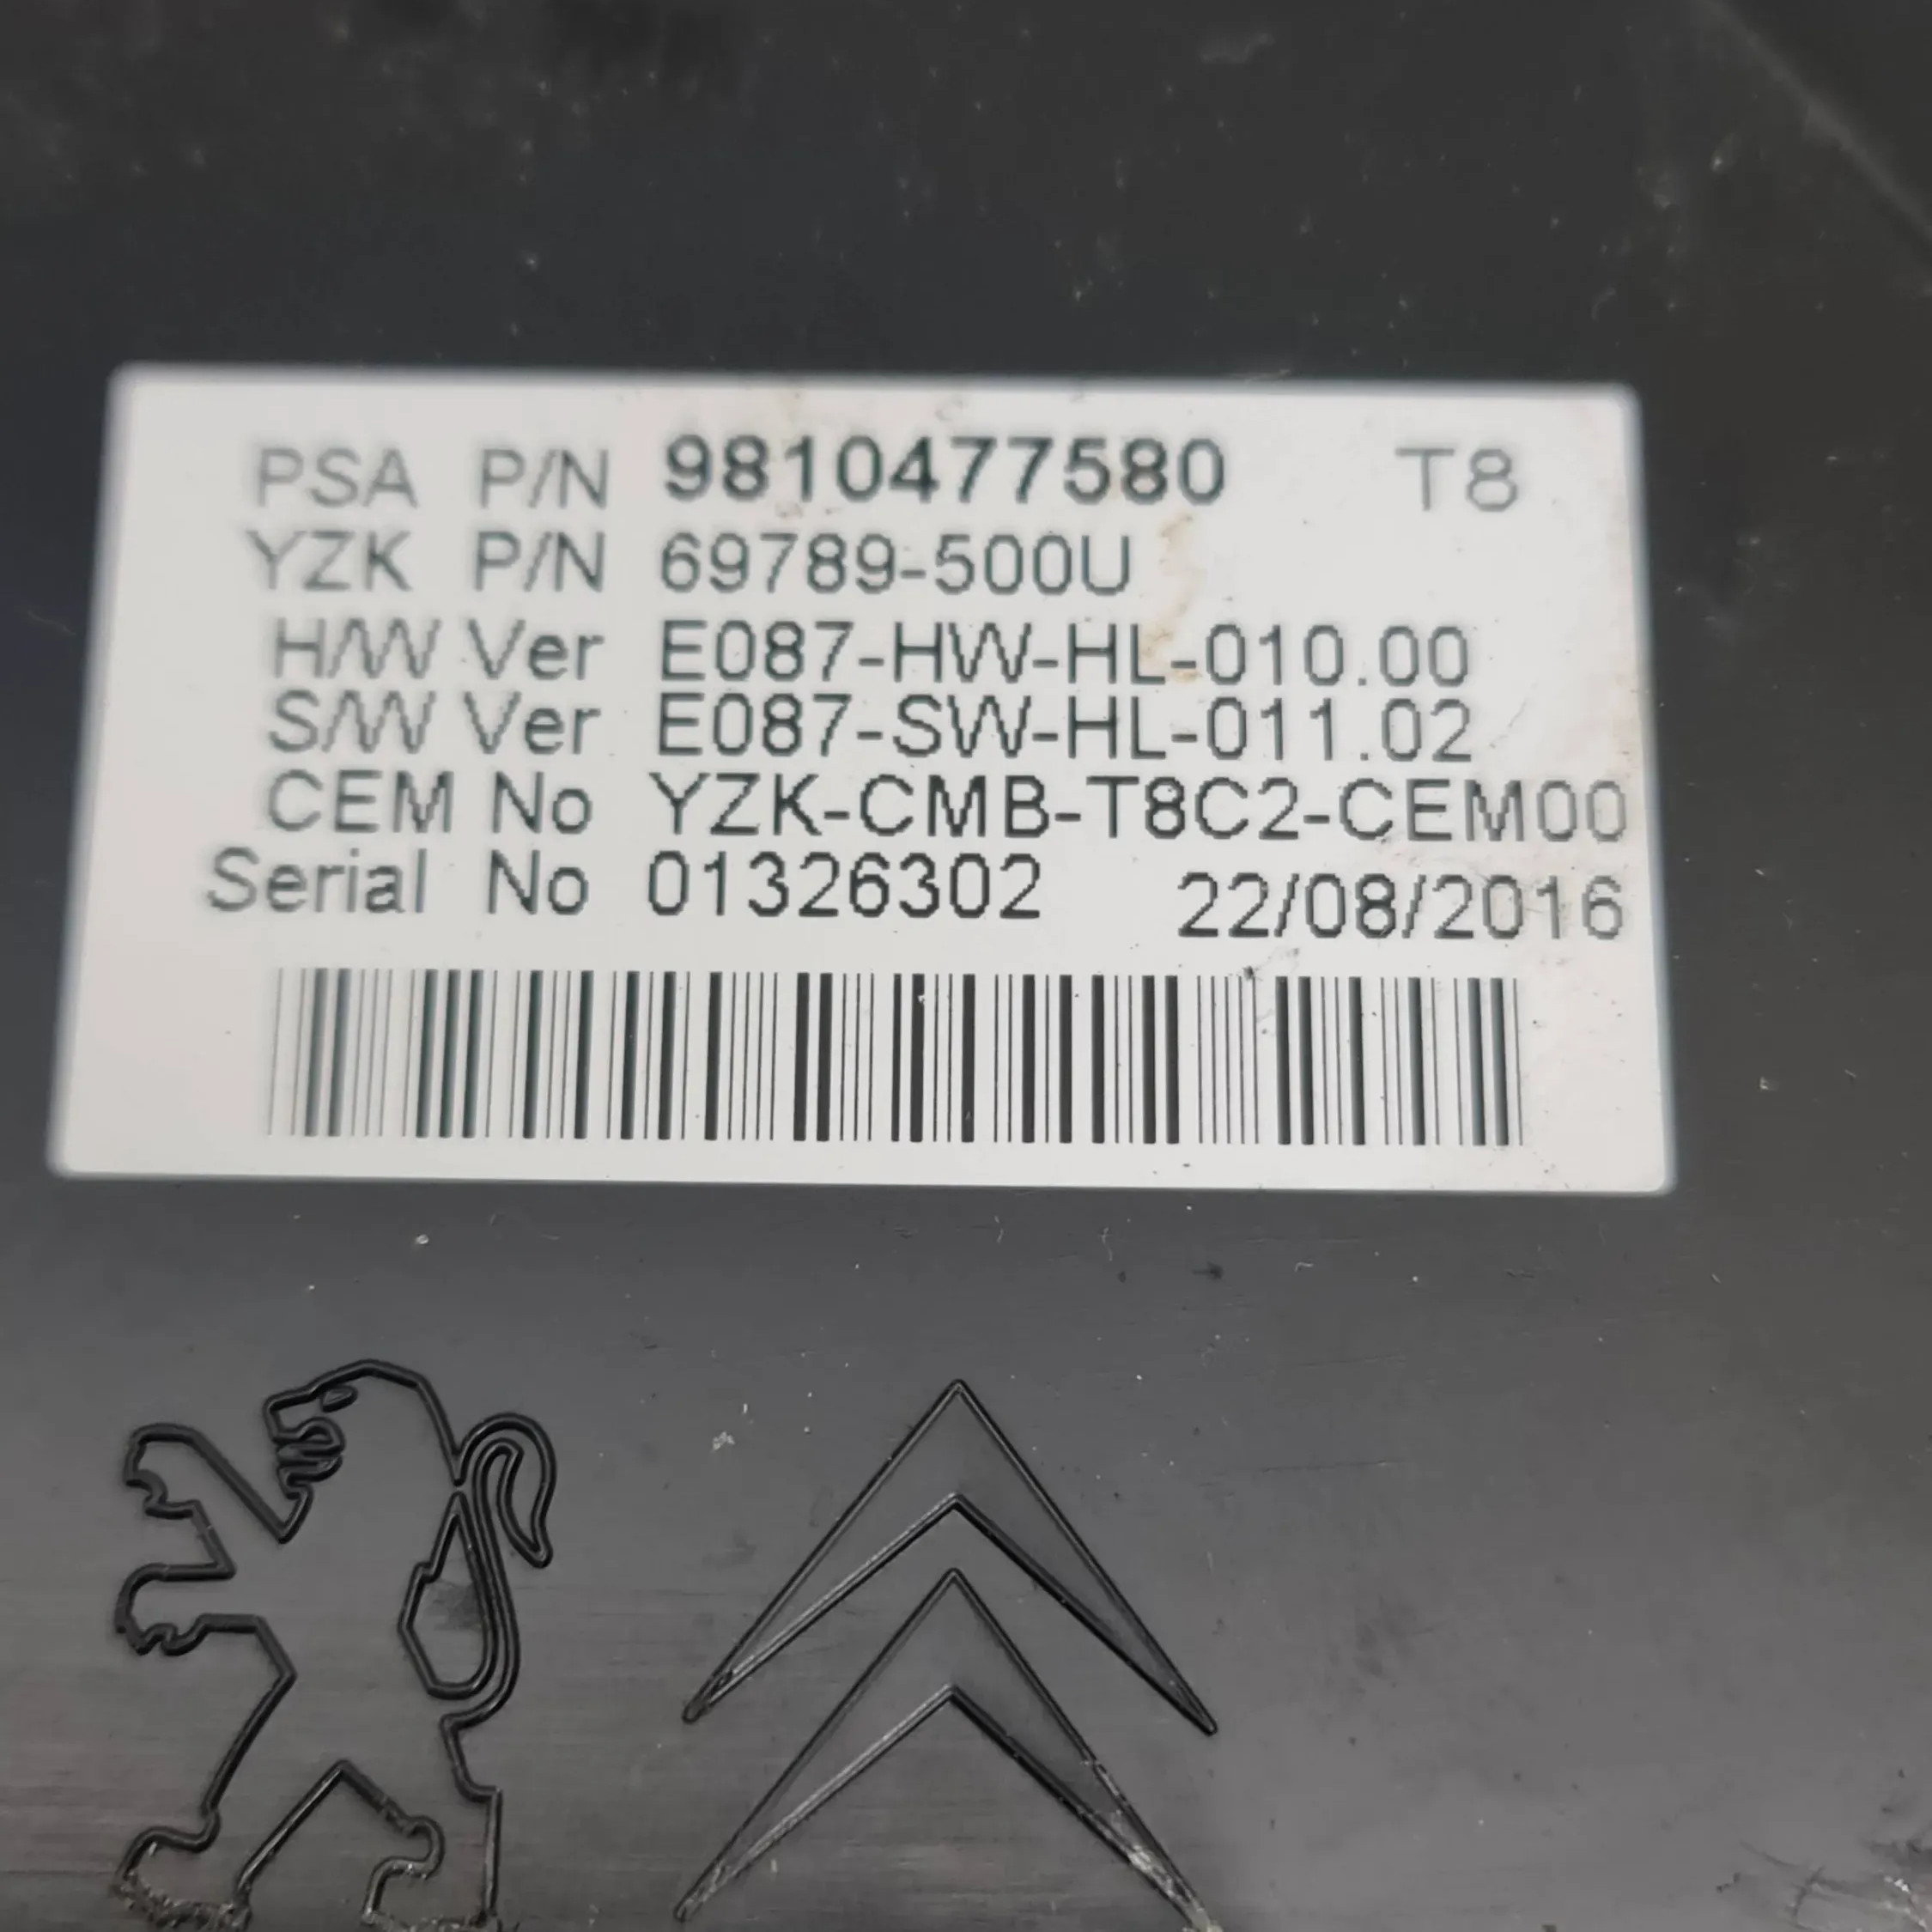 PSA P/N 9810477580 T8
YZK P/N 69789-500U
H/W Ver E087-HW-HL-010.00
S/W Ver E087-SW-HL-011.02
CEM No YZK-CMB-T8C2-CEM00
Serial No 01326302 22/08/2016